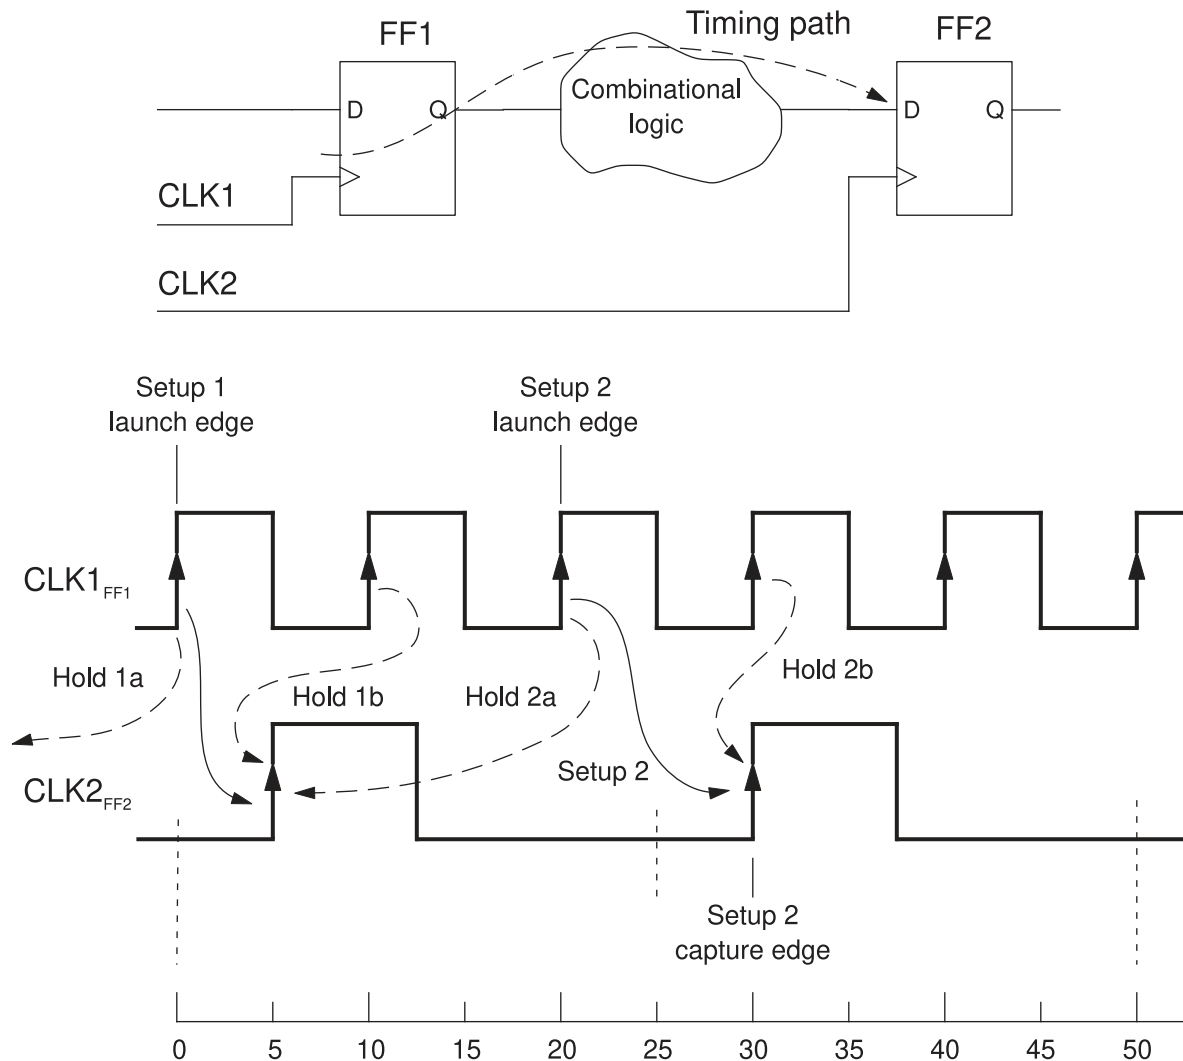 FF1
Timing path
FF2
D
Q
Combinational
logic
D
Q
CLK1
CLK2
Setup 1
launch edge
Setup 2
launch edge
CLK1FF1
Hold 1a
Hold 1b
Hold 2a
Hold 2b
Setup 2
CLK2FF2
Setup 2
capture edge
0 5 10 15 20 25 30 35 40 45 50